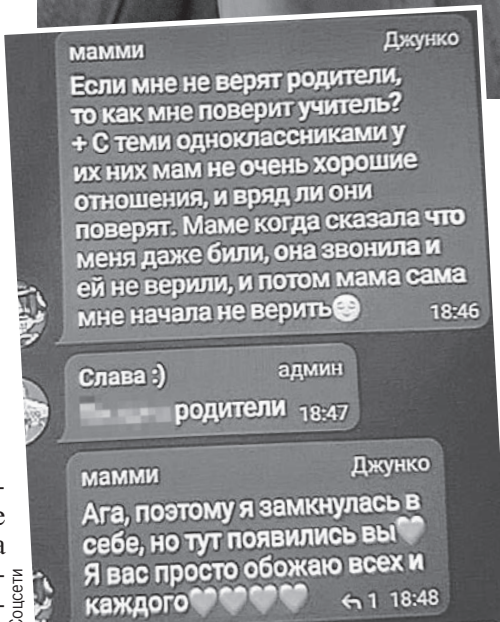 мамми Джунко
Если мне не верят родители,
то как мне поверит учитель?
+ С теми одноклассниками у
их них мам не очень хорошие
отношения, и вряд ли они
поверят. Маме когда сказала что
меня даже били, она звонила и
ей не верили, и потом мама сама
мне начала не верить😌
18:46
Слава :) админ
родители 18:47
мамми Джунко
Ага, поэтому я замкнулась в
себе, но тут появились вы🤍
Я вас просто обожаю всех и
каждого🤍🤍🤍🤍 1 18:48
Соцсети